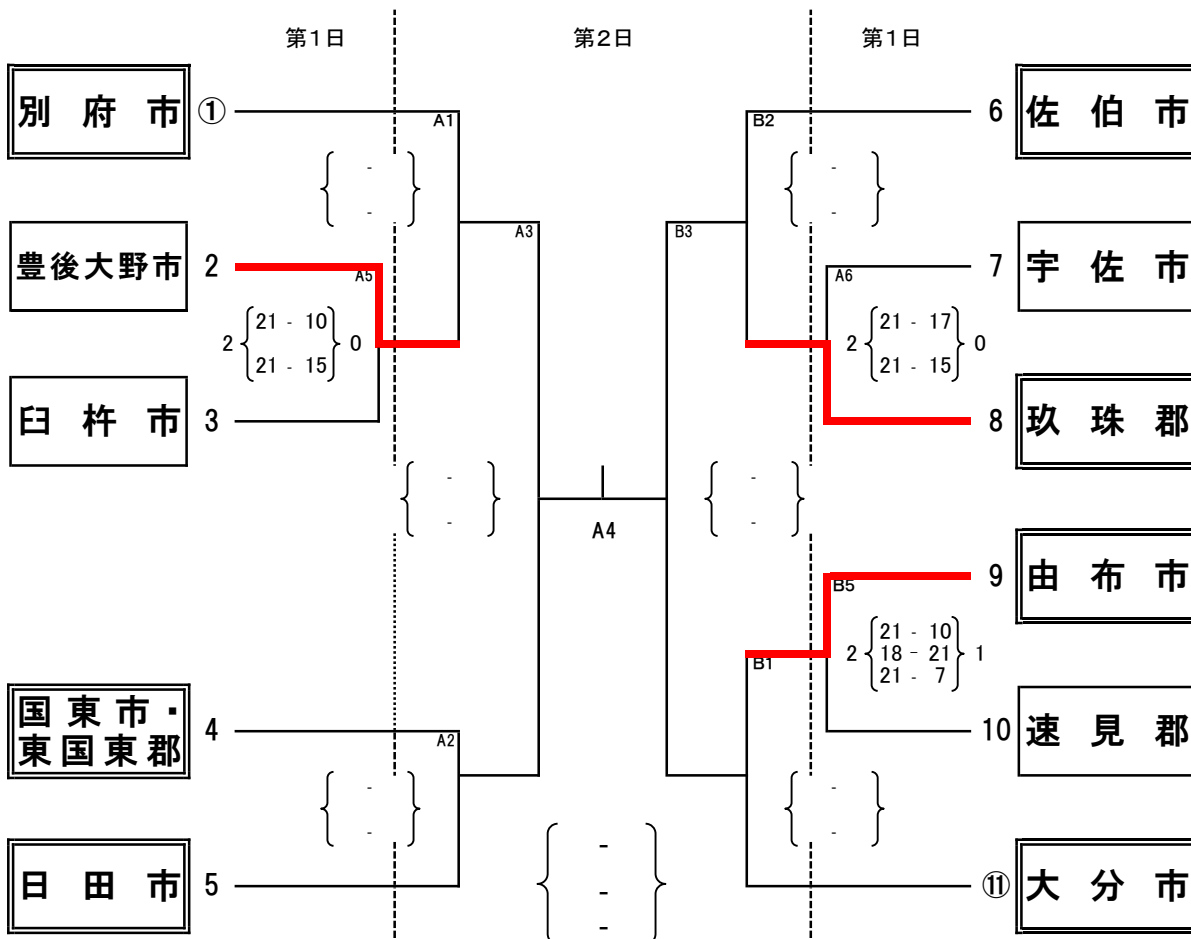 第1日 第2日 第1日
別府市 ① A1 B2 6 佐伯市
- -
- -
A3 B3
豊後大野市 2 A5 A6 7 宇佐市
2 21 - 10 0 2 21 - 17 0
21 - 15 21 - 15
臼杵市 3 8 玖珠郡
- -
- -
A4
B5 9 由布市
21 - 10
2 18 - 21 1
21 - 7
B1
国東市・
東国東郡 4 A2 10 速見郡
- -
- -
-
日田市 5 ⑪ 大分市
-
-